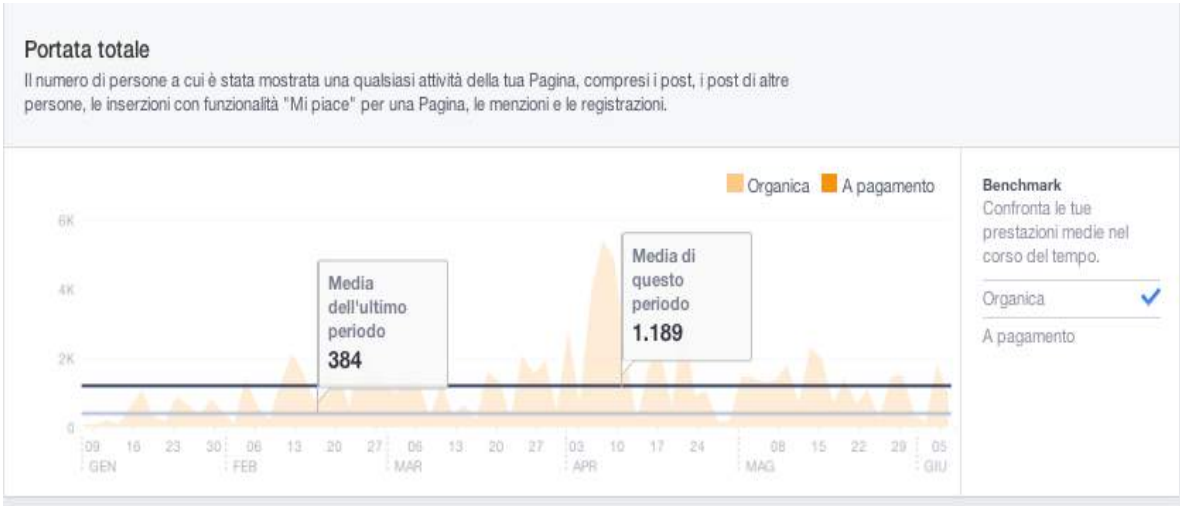 Portata totale
Il numero di persone a cui è stata mostrata una qualsiasi attività della tua Pagina, compresi i post, i post di altre
persone, le inserzioni con funzionalità "Mi piace" per una Pagina, le menzioni e le registrazioni.
Organica A pagamento
6K
4K
2K
0
Media
dell'ultimo
periodo
384
Media di
questo
periodo
1.189
09 16 23 30 06 13 20 27 06 13 20 27 03 10 17 24 08 15 22 29 05
GEN FEB MAR APR MAG GIU
Benchmark
Confronta le tue
prestazioni medie nel
corso del tempo.
Organica
A pagamento